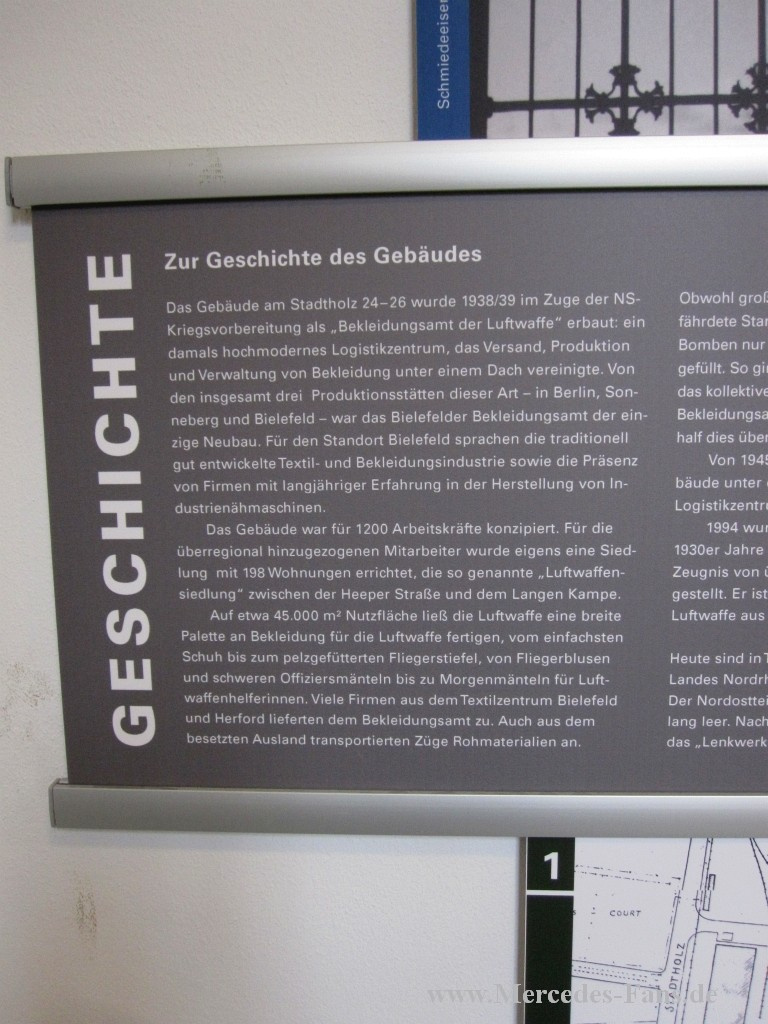 Schmiedeeiser
GESCHICHTE
Zur Geschichte des Gebäudes
Das Gebäude am Stadtholz 24–26 wurde 1938/39 im Zuge der NS-
Kriegsvorbereitung als „Bekleidungsamt der Luftwaffe“ erbaut: ein
damals hochmodernes Logistikzentrum, das Versand, Produktion
und Verwaltung von Bekleidung unter einem Dach vereinigte. Von
den insgesamt drei Produktionsstätten dieser Art – in Berlin, Son-
neberg und Bielefeld – war das Bielefelder Bekleidungsamt der ein-
zige Neubau. Für den Standort Bielefeld sprachen die traditionell
gut entwickelte Textil- und Bekleidungsindustrie sowie die Präsenz
von Firmen mit langjähriger Erfahrung in der Herstellung von In-
dustrienähmaschinen.
Das Gebäude war für 1200 Arbeitskräfte konzipiert. Für die
überregional hinzugezogenen Mitarbeiter wurde eigens eine Sied-
lung mit 198 Wohnungen errichtet, die so genannte „Luftwaffen-
siedlung“ zwischen der Heeper Straße und dem Langen Kampe.
Auf etwa 45.000 m² Nutzfläche ließ die Luftwaffe eine breite
Palette an Bekleidung für die Luftwaffe fertigen, vom einfachsten
Schuh bis zum pelzgefütterten Fliegerstiefel, von Fliegerblusen
und schweren Offiziersmänteln bis zu Morgenmänteln für Luft-
waffenhelferinnen. Viele Firmen aus dem Textilzentrum Bielefeld
und Herford lieferten dem Bekleidungsamt zu. Auch aus dem
besetzten Ausland transportierten Züge Rohmaterialien an.
Obwohl groß
fährdete Star
Bomben nur
gefüllt. So gi
das kollektive
Bekleidungsa
half dies über
Von 1945
bäude unter
Logistikzentr
1994 wur
1930er Jahre
Zeugnis von
gestellt. Er ist
Luftwaffe aus
Heute sind in T
Landes Nordrh
Der Nordosttei
lang leer. Nach
das „Lenkwerk
1
COURT
STADTHOLZ
www.Mercedes-Fans.de